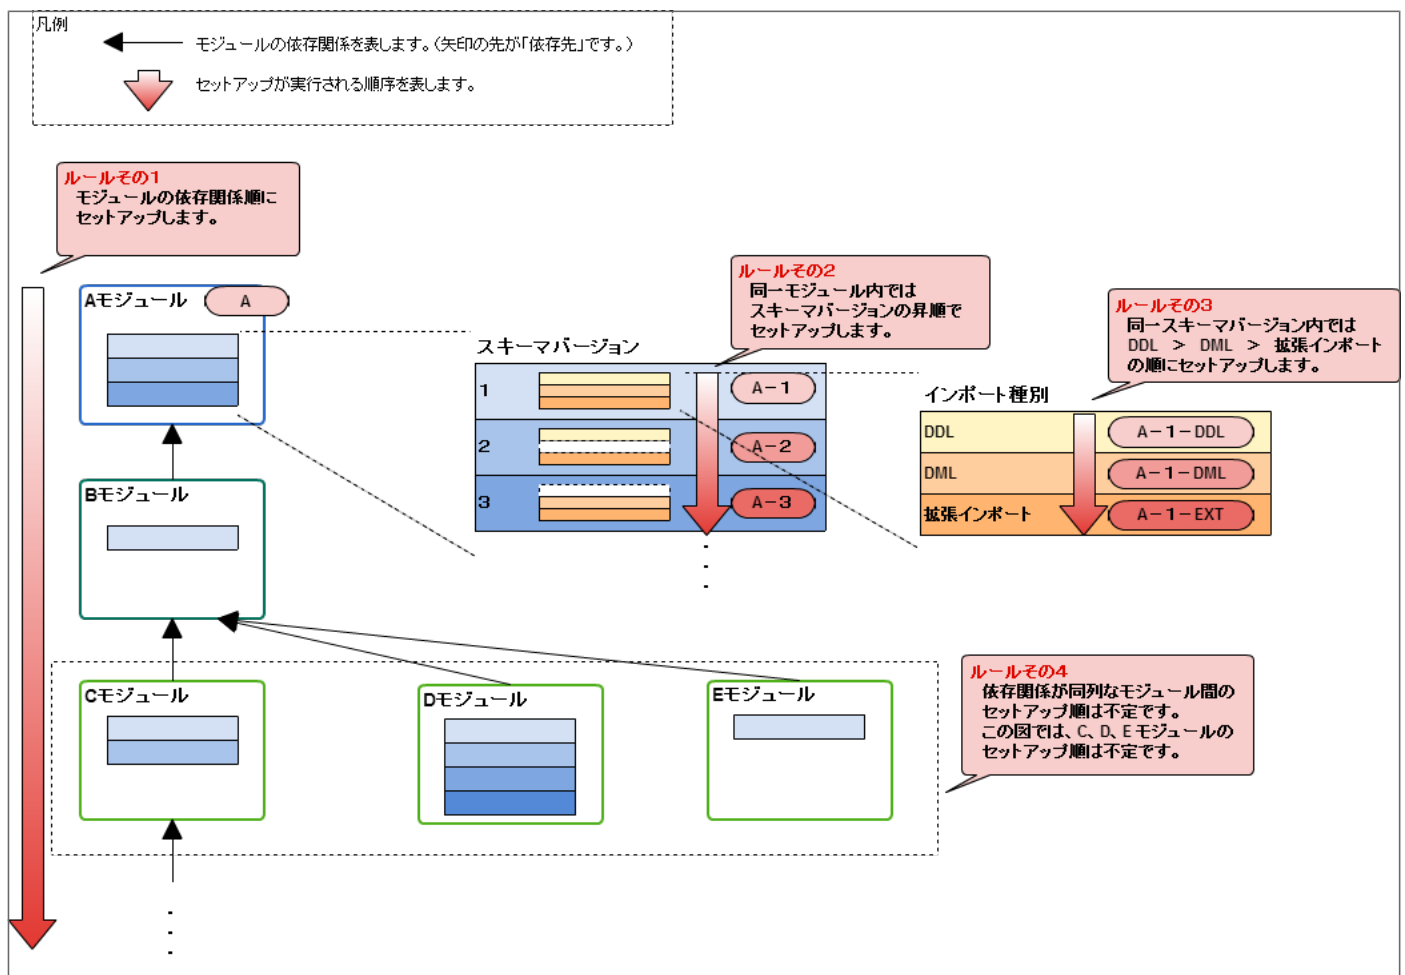 凡例
モジュールの依存関係を表します。(矢印の先が「依存先」です。)
セットアップが実行される順序を表します。
ルールその1
モジュールの依存関係順に
セットアップします。
Aモジュール
A
スキーマバージョン
1
A-1
2
A-2
3
A-3
ルールその2
同一モジュール内では
スキーマバージョンの昇順で
セットアップします。
ルールその3
同一スキーマバージョン内では
DDL > DML > 拡張インポート
の順にセットアップします。
インポート種別
DDL
A-1-DDL
DML
A-1-DML
拡張インポート
A-1-EXT
Bモジュール
Cモジュール
Dモジュール
Eモジュール
ルールその4
依存関係が同列なモジュール間の
セットアップ順は不定です。
この図では、C、D、Eモジュールの
セットアップ順は不定です。